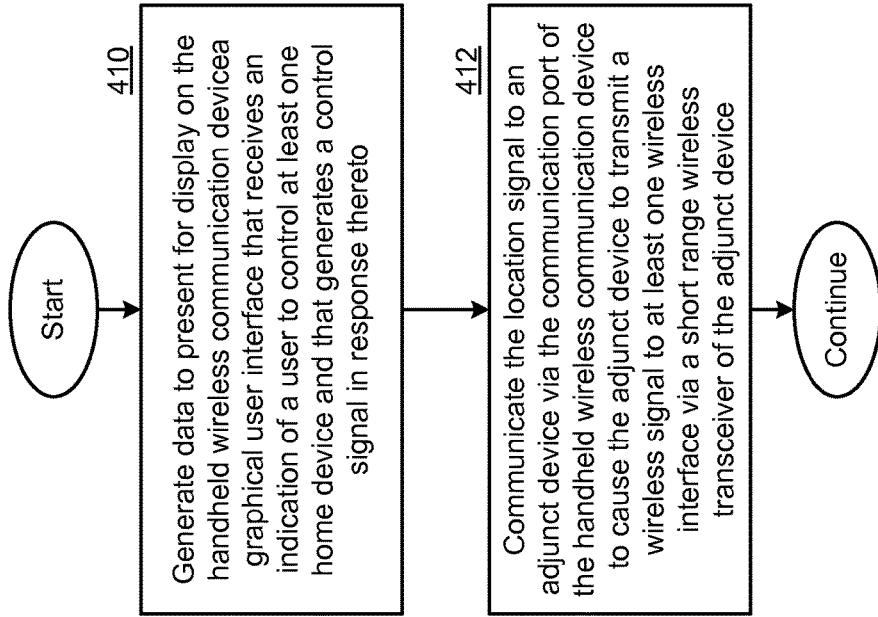 Start
410
Generate data to present for display on the
handheld wireless communication devicea
graphical user interface that receives an
indication of a user to control at least one
home device and that generates a control
signal in response thereto
412
Communicate the location signal to an
adjunct device via the communication port of
the handheld wireless communication device
to cause the adjunct device to transmit a
wireless signal to at least one wireless
interface via a short range wireless
transceiver of the adjunct device
Continue